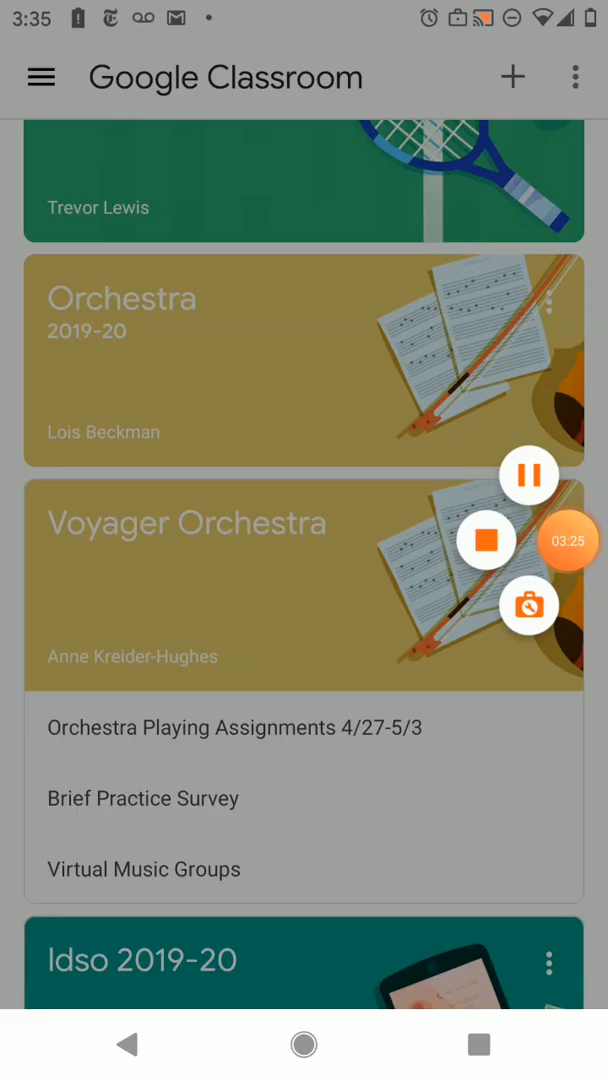 3:35
Google Classroom
Trevor Lewis
Orchestra
2019-20
Lois Beckman
Voyager Orchestra
03:25
Anne Kreider-Hughes
Orchestra Playing Assignments 4/27-5/3
Brief Practice Survey
Virtual Music Groups
Idso 2019-20